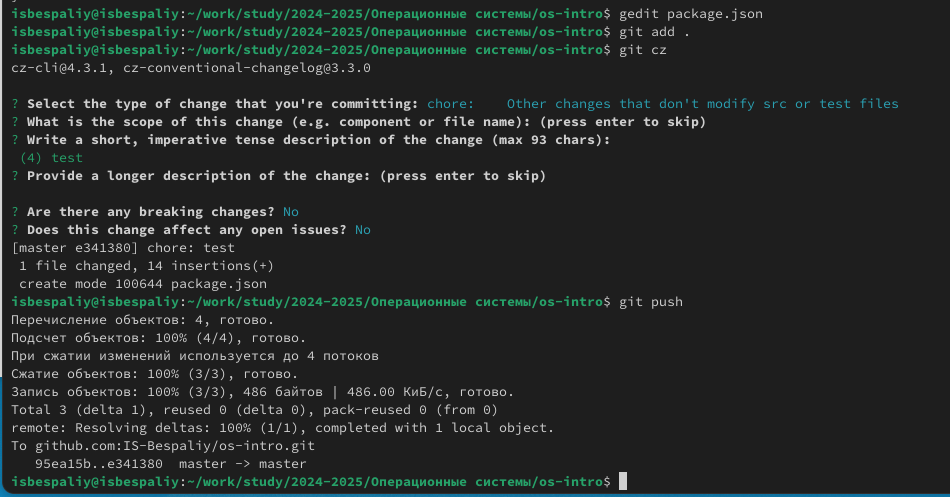 isbespaliy@isbespaliy:~/work/study/2024-2025/Операционные системы/os-intro$ gedit package.json
isbespaliy@isbespaliy:~/work/study/2024-2025/Операционные системы/os-intro$ git add .
isbespaliy@isbespaliy:~/work/study/2024-2025/Операционные системы/os-intro$ git cz
cz-cli@4.3.1, cz-conventional-changelog@3.3.0
? Select the type of change that you're committing: chore:    Other changes that don't modify src or test files
? What is the scope of this change (e.g. component or file name): (press enter to skip)
? Write a short, imperative tense description of the change (max 93 chars):
 (4) test
? Provide a longer description of the change: (press enter to skip)
? Are there any breaking changes? No
? Does this change affect any open issues? No
[master e341380] chore: test
 1 file changed, 14 insertions(+)
 create mode 100644 package.json
isbespaliy@isbespaliy:~/work/study/2024-2025/Операционные системы/os-intro$ git push
Перечисление объектов: 4, готово.
Подсчет объектов: 100% (4/4), готово.
При сжатии изменений используется до 4 потоков
Сжатие объектов: 100% (3/3), готово.
Запись объектов: 100% (3/3), 486 байтов | 486.00 КиБ/с, готово.
Total 3 (delta 1), reused 0 (delta 0), pack-reused 0 (from 0)
remote: Resolving deltas: 100% (1/1), completed with 1 local object.
To github.com:IS-Bespaliy/os-intro.git
   95ea15b..e341380  master -> master
isbespaliy@isbespaliy:~/work/study/2024-2025/Операционные системы/os-intro$